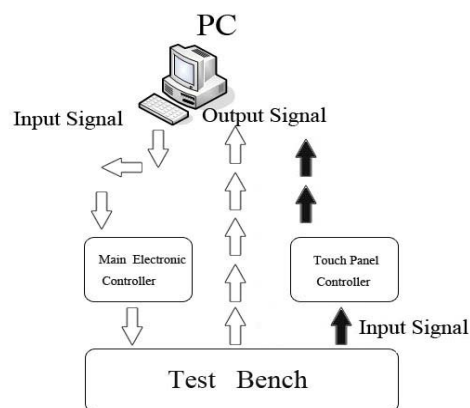 PC
Input Signal
Output Signal
Main Electronic
Controller
Touch Panel
Controller
Input Signal
Test Bench